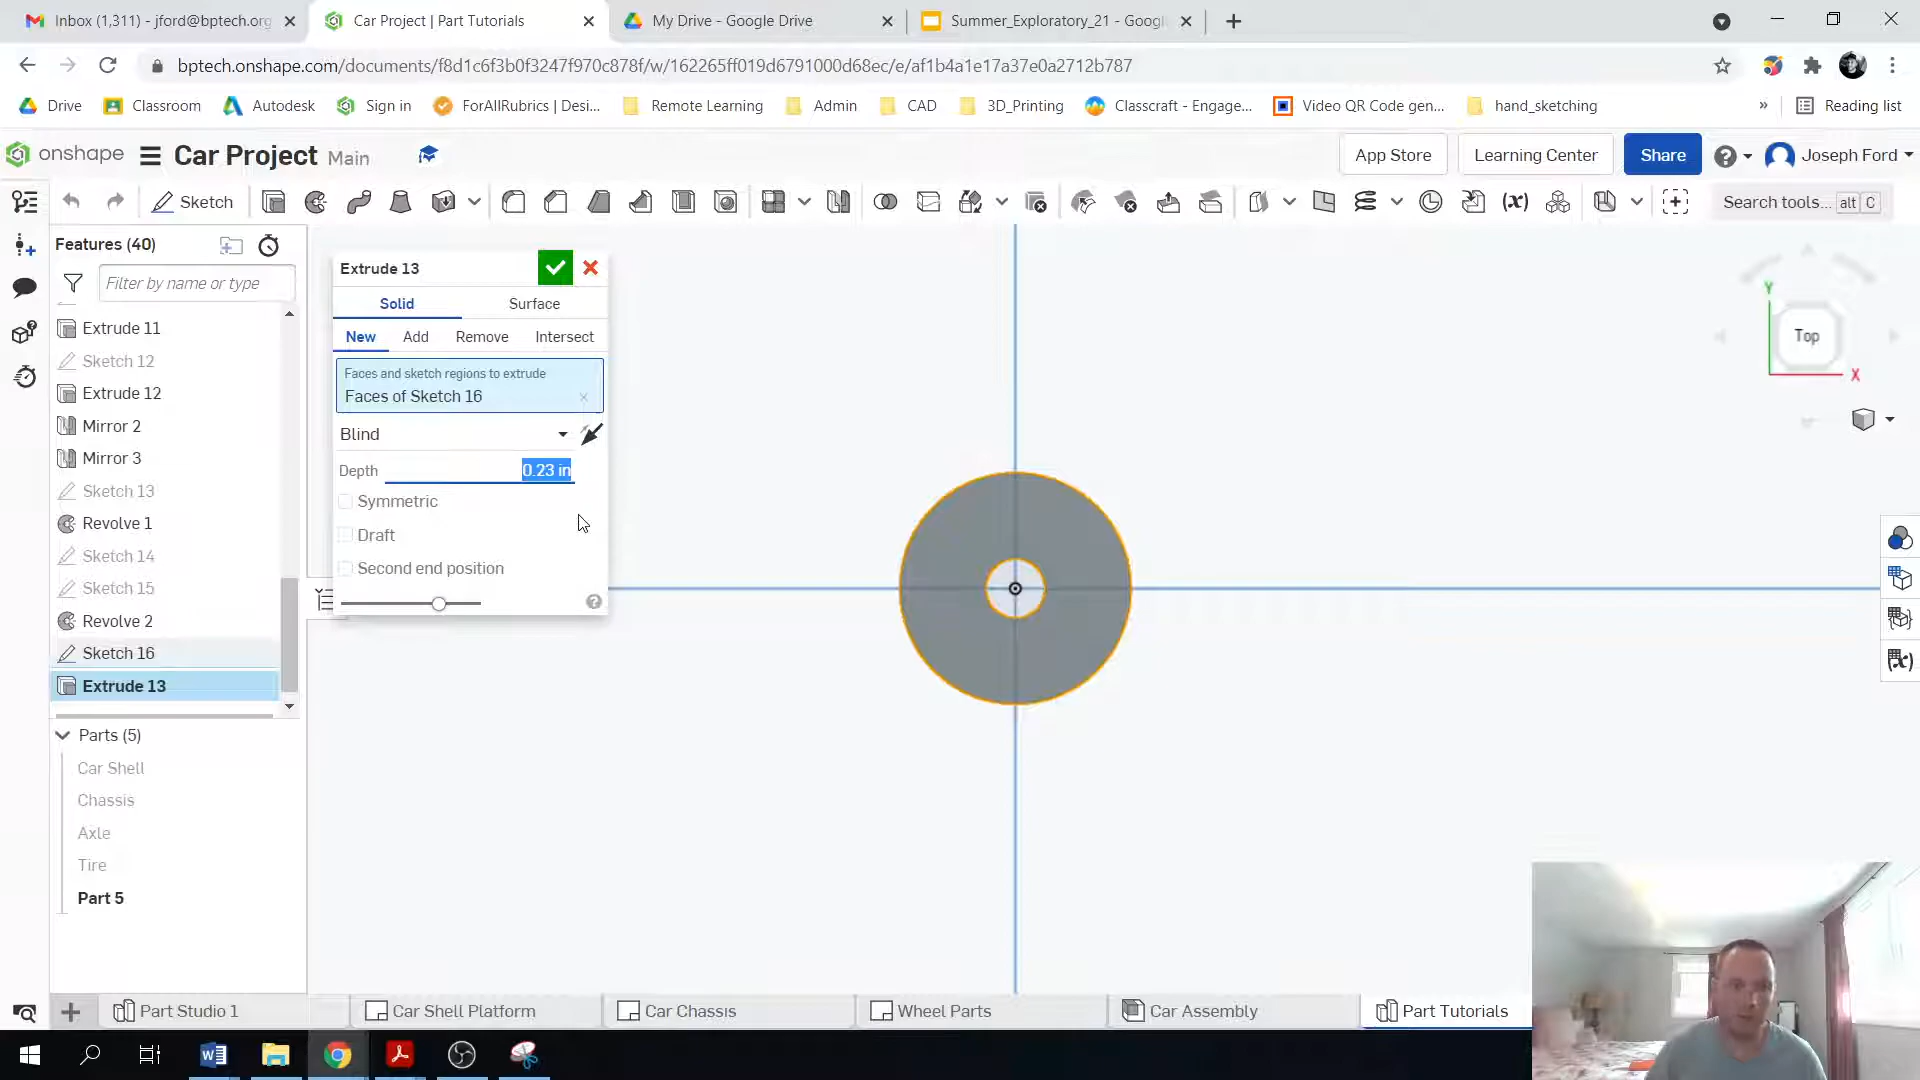 Inbox (1,311) - jford@bptech.org
Car Project | Part Tutorials
My Drive - Google Drive
Summer_Exploratory_21 - Googl
bptech.onshape.com/documents/f8d1c6f3b0f3247f970c878f/w/162265ff019d6791000d68ec/e/af1b4a1e17a37e0a2712b787
Drive
Classroom
Autodesk
Sign in
ForAllRubrics | Desi...
Remote Learning
Admin
CAD
3D_Printing
Classcraft - Engage...
Video QR Code gen...
hand_sketching
»
Reading list
onshape
Car Project Main
App Store
Learning Center
Share
Joseph Ford
Sketch
(x)
Search tools... alt C
Features (40)
Filter by name or type
Extrude 11
Sketch 12
Extrude 12
Mirror 2
Mirror 3
Sketch 13
Revolve 1
Sketch 14
Sketch 15
Revolve 2
Sketch 16
Extrude 13
Parts (5)
Car Shell
Chassis
Axle
Tire
Part 5
Extrude 13
Solid
Surface
New
Add
Remove
Intersect
Faces and sketch regions to extrude
Faces of Sketch 16
Blind
Depth 0.23 in
Symmetric
Draft
Second end position
Y
Top
X
(x)
Part Studio 1
Car Shell Platform
Car Chassis
Wheel Parts
Car Assembly
Part Tutorials